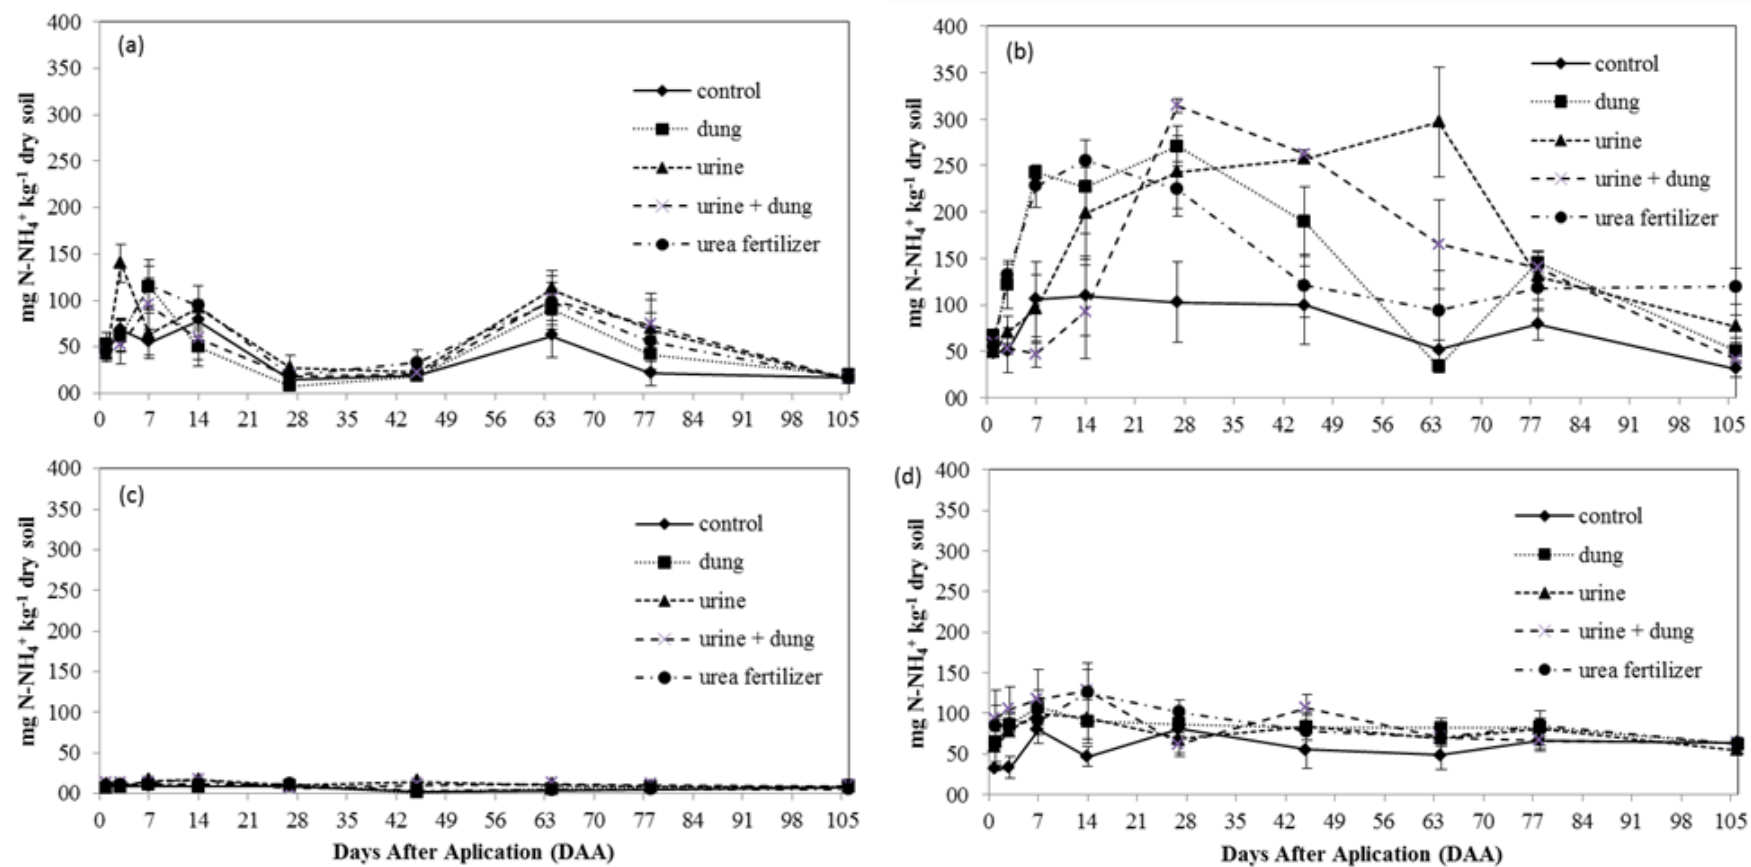 (a)
mg N-NH4+ kg-1 dry soil
400
350
300
250
200
150
100
50
00
control
dung
urine
urine + dung
urea fertilizer
0 7 14 21 28 35 42 49 56 63 70 77 84 91 98 105
(b)
mg N-NH4+ kg-1 dry soil
400
350
300
250
200
150
100
50
00
control
dung
urine
urine + dung
urea fertilizer
0 7 14 21 28 35 42 49 56 63 70 77 84 91 98 105
(c)
mg N-NH4+ kg-1 dry soil
400
350
300
250
200
150
100
50
00
control
dung
urine
urine + dung
urea fertilizer
0 7 14 21 28 35 42 49 56 63 70 77 84 91 98 105
Days After Aplication (DAA)
(d)
mg N-NH4+ kg-1 dry soil
400
350
300
250
200
150
100
50
00
control
dung
urine
urine + dung
urea fertilizer
0 7 14 21 28 35 42 49 56 63 70 77 84 91 98 105
Days After Aplication (DAA)